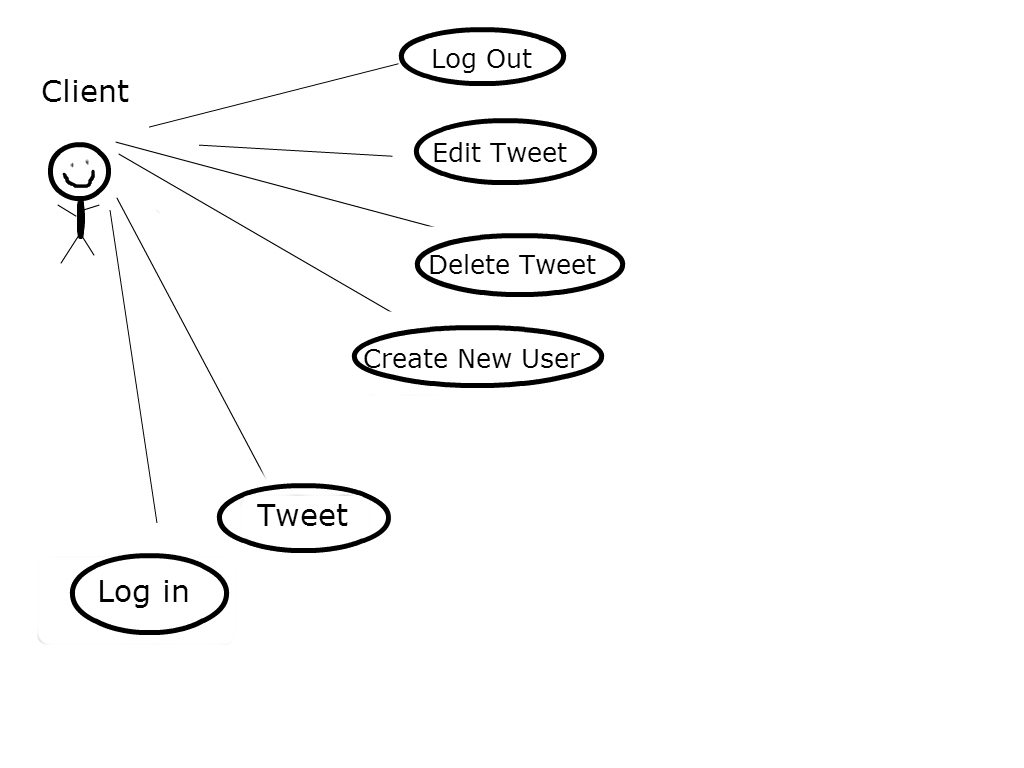 Log Out
Client
Edit Tweet
Delete Tweet
Create New User
Tweet
Log in